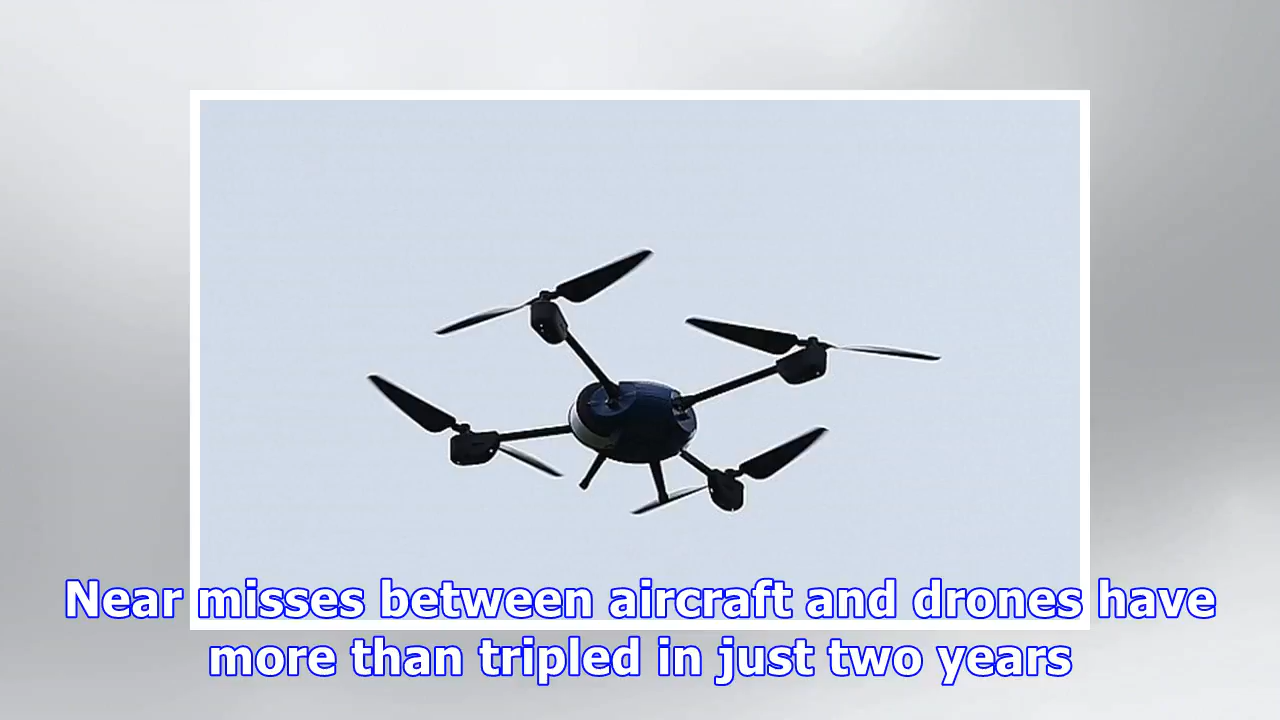 Near misses between aircraft and drones have
more than tripled in just two years